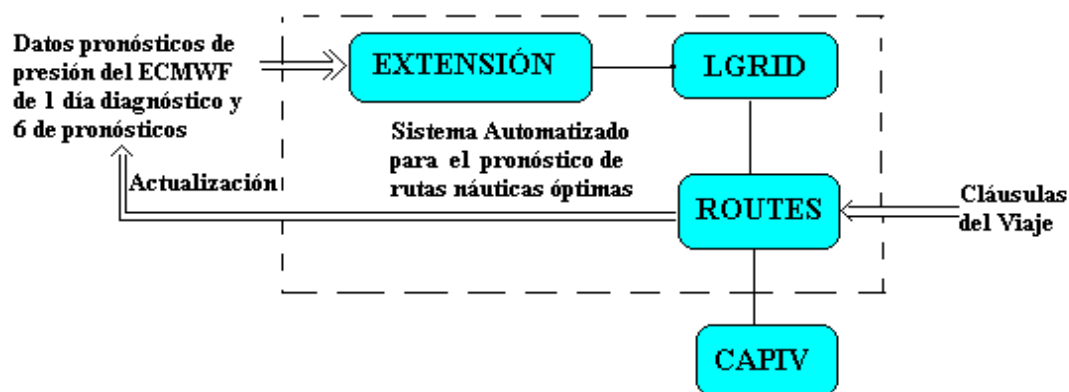 Datos pronósticos de
presión del ECMWF
de 1 día diagnóstico y
6 de pronósticos
EXTENSIÓN
LGRID
Sistema Automatizado
para el pronóstico de
rutas náuticas óptimas
Actualización
ROUTES
Cláusulas
del Viaje
CAPIV